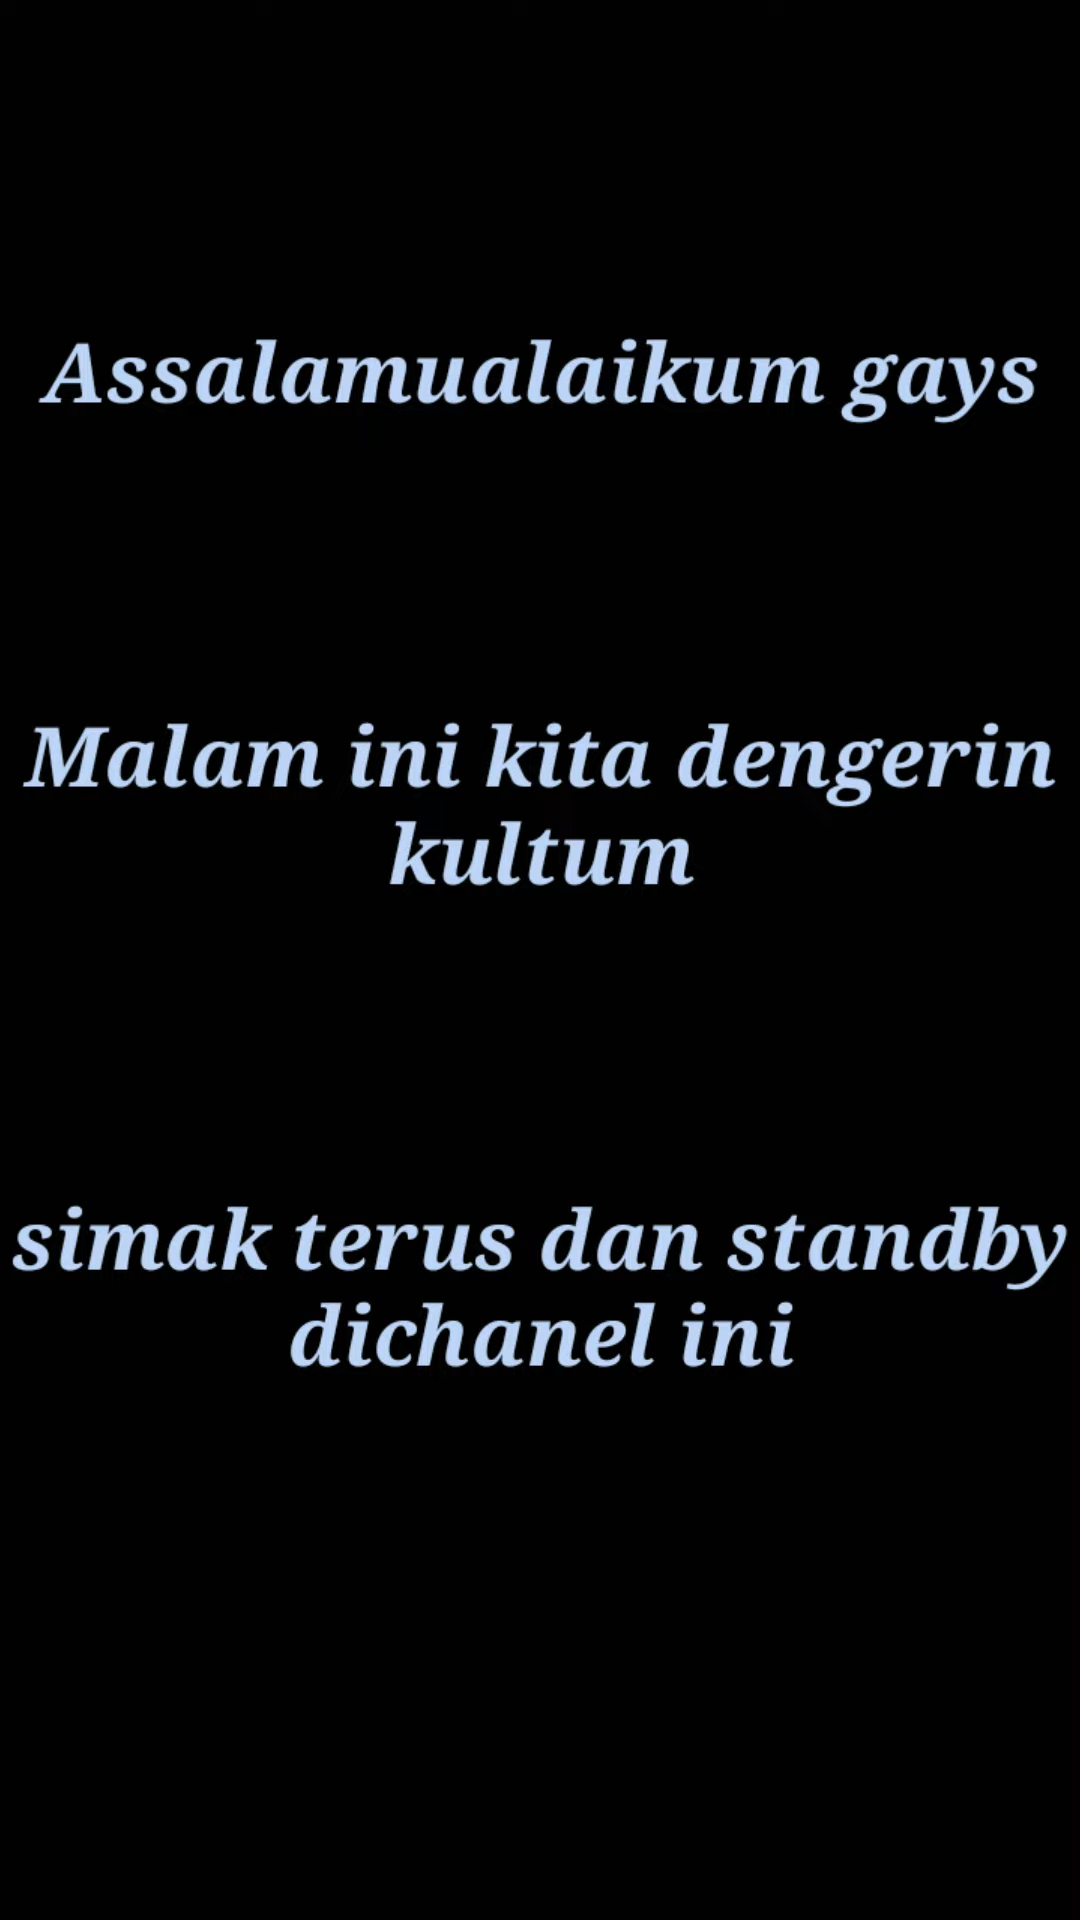 Assalamualaikum gays
Malam ini kita dengerin
kultum
simak terus dan standby
dichanel ini